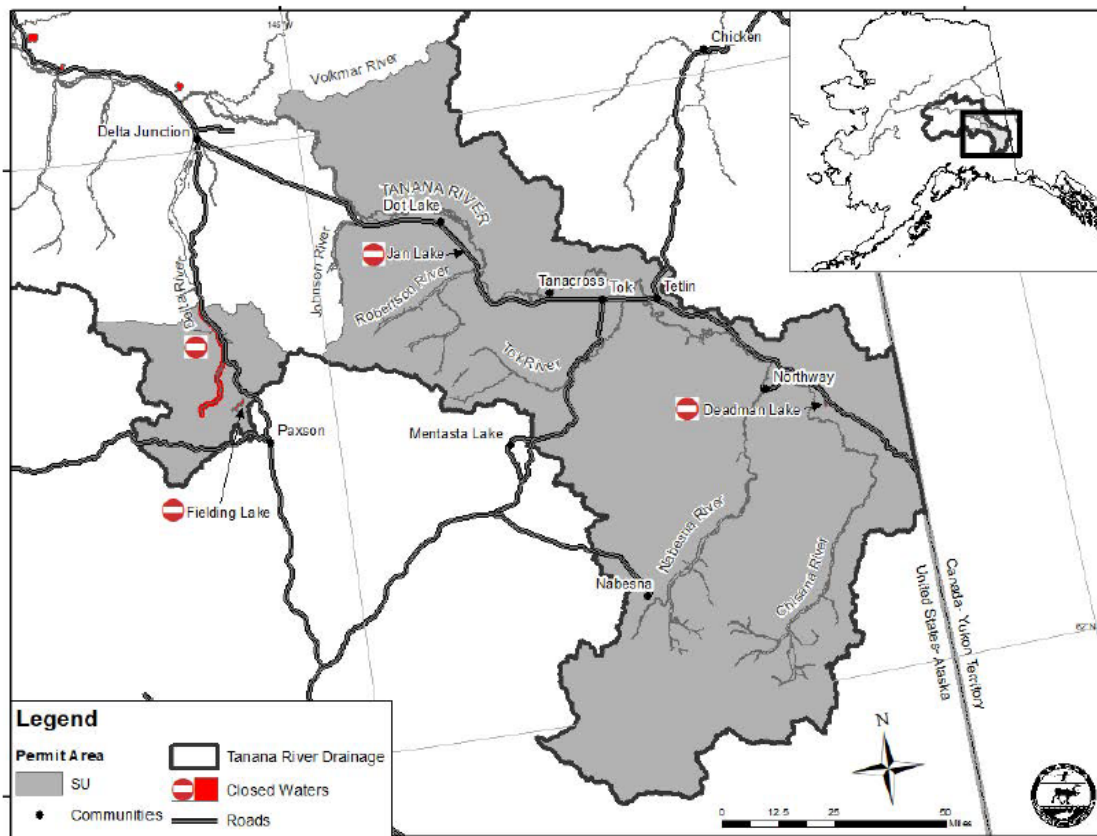 145°W
Chicken
Volkmar River
Delta Junction
TANANA RIVER
Dot Lake
Jan Lake
Johnson River
Delta River
Robertson River
Tanacross
Tok
Tetlin
Tok River
Northway
Deadman Lake
Paxson
Mentasta Lake
Fielding Lake
Nabesna River
Chisana River
Nabesna
Canada- Yukon Territory
United States- Alaska
62°N
Legend
Permit Area
SU
Communities
Tanana River Drainage
Closed Waters
Roads
N
0 12.5 25 50
Miles